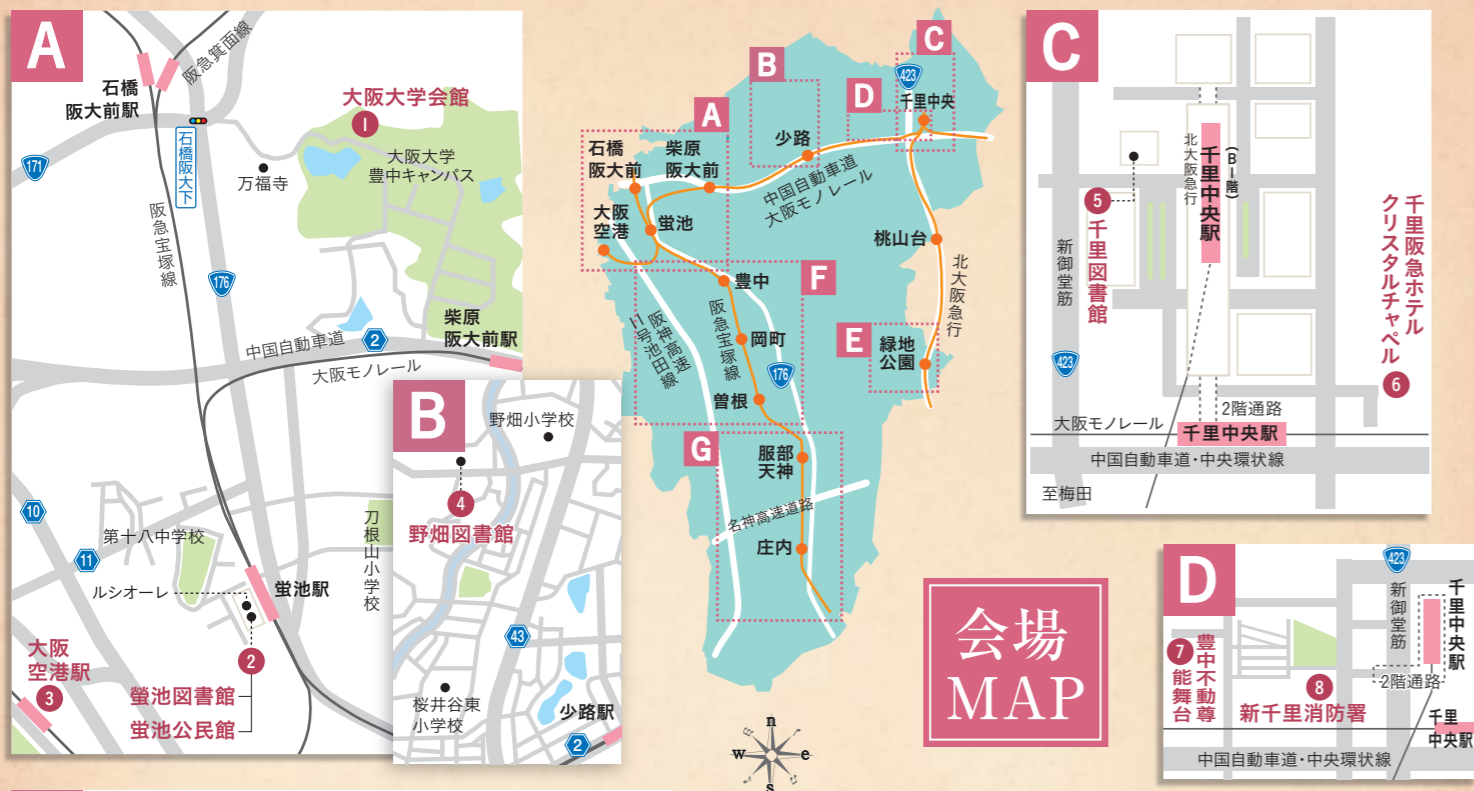 A
阪急箕面線
石橋
阪大前駅
171
石橋阪大下
大阪大学会館
1
大阪大学
豊中キャンパス
万福寺
阪急宝塚線
176
柴原
阪大前駅
中国自動車道
2
大阪モノレール
10
第十八中学校
11
刀根山小学校
ルシオーレ
蛍池駅
大阪
空港駅
3
2
螢池図書館
蛍池公民館
B
野畑小学校
4
野畑図書館
43
桜井谷東
小学校
少路駅
2
C
B
423
D
千里中央
A
少路
石橋
阪大前
柴原
阪大前
中国自動車道
大阪モノレール
大阪
空港
蛍池
桃山台
豊中
F
北大阪急行
阪神高速
11号池田線
阪急宝塚線
岡町
E
緑地
公園
176
曽根
G
服部
天神
名神高速道路
庄内
会場
MAP
n
w
e
s
C
千里中央駅
(B1階)
北大阪急行
5
千里図書館
新御堂筋
千里阪急ホテル
クリスタルチャペル
6
423
2階通路
大阪モノレール
千里中央駅
中国自動車道・中央環状線
至梅田
D
423
新御堂筋
千里中央駅
7
豊中不動尊
能舞台
8
新千里消防署
2階通路
千里
中央駅
中国自動車道・中央環状線